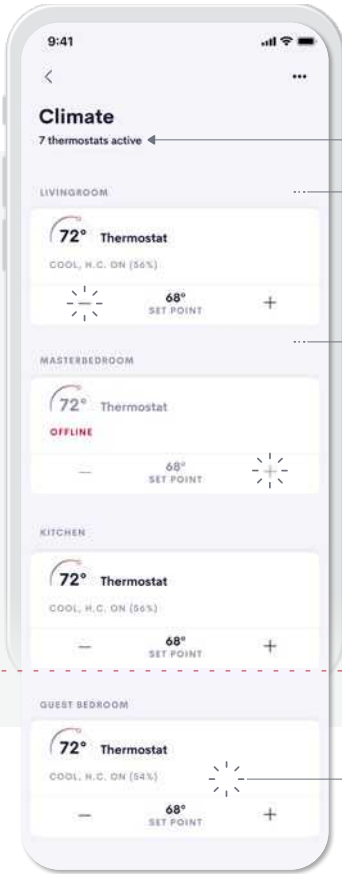 9:41
Climate
7 thermostats active
LIVINGROOM
72° Thermostat
COOL, H.C. ON (56%)
68°
SET POINT
MASTERBEDROOM
72° Thermostat
OFFLINE
68°
SET POINT
KITCHEN
72° Thermostat
COOL, H.C. ON (56%)
68°
SET POINT
GUEST BEDROOM
72° Thermostat
COOL, H.C. ON (54%)
68°
SET POINT